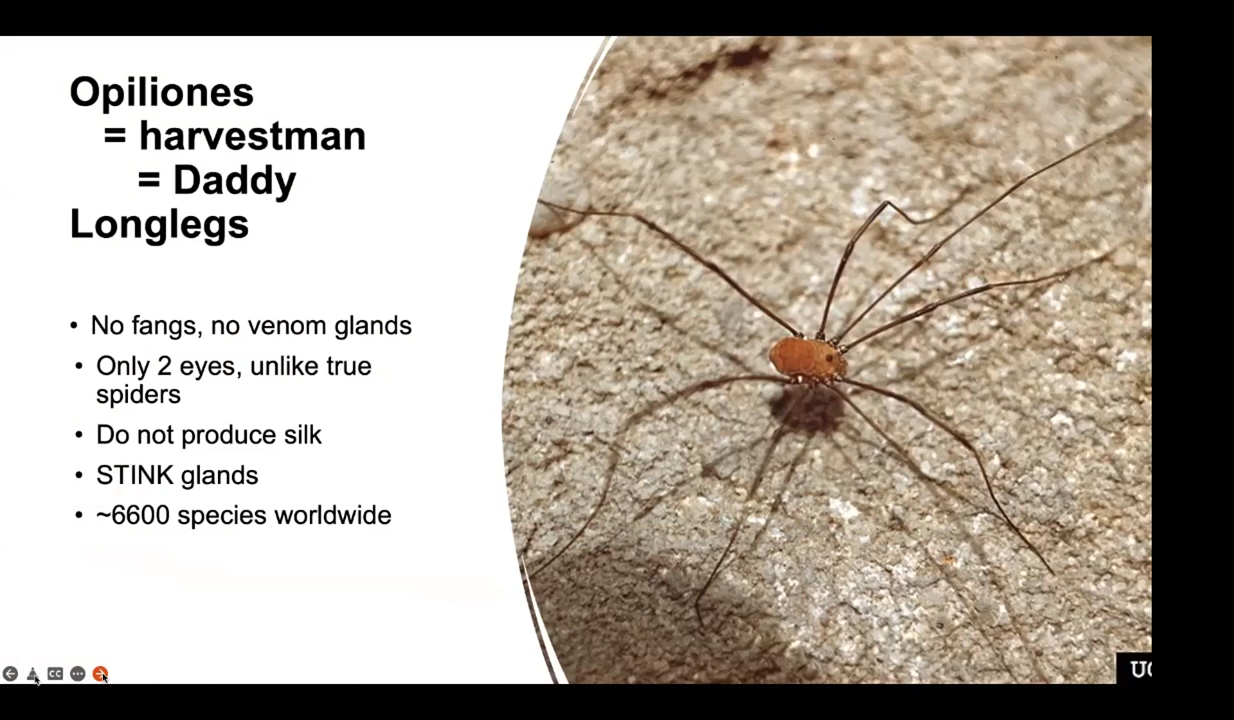 Opiliones
= harvestman
= Daddy
Longlegs
• No fangs, no venom glands
• Only 2 eyes, unlike true
spiders
• Do not produce silk
• STINK glands
• ~6600 species worldwide
CC